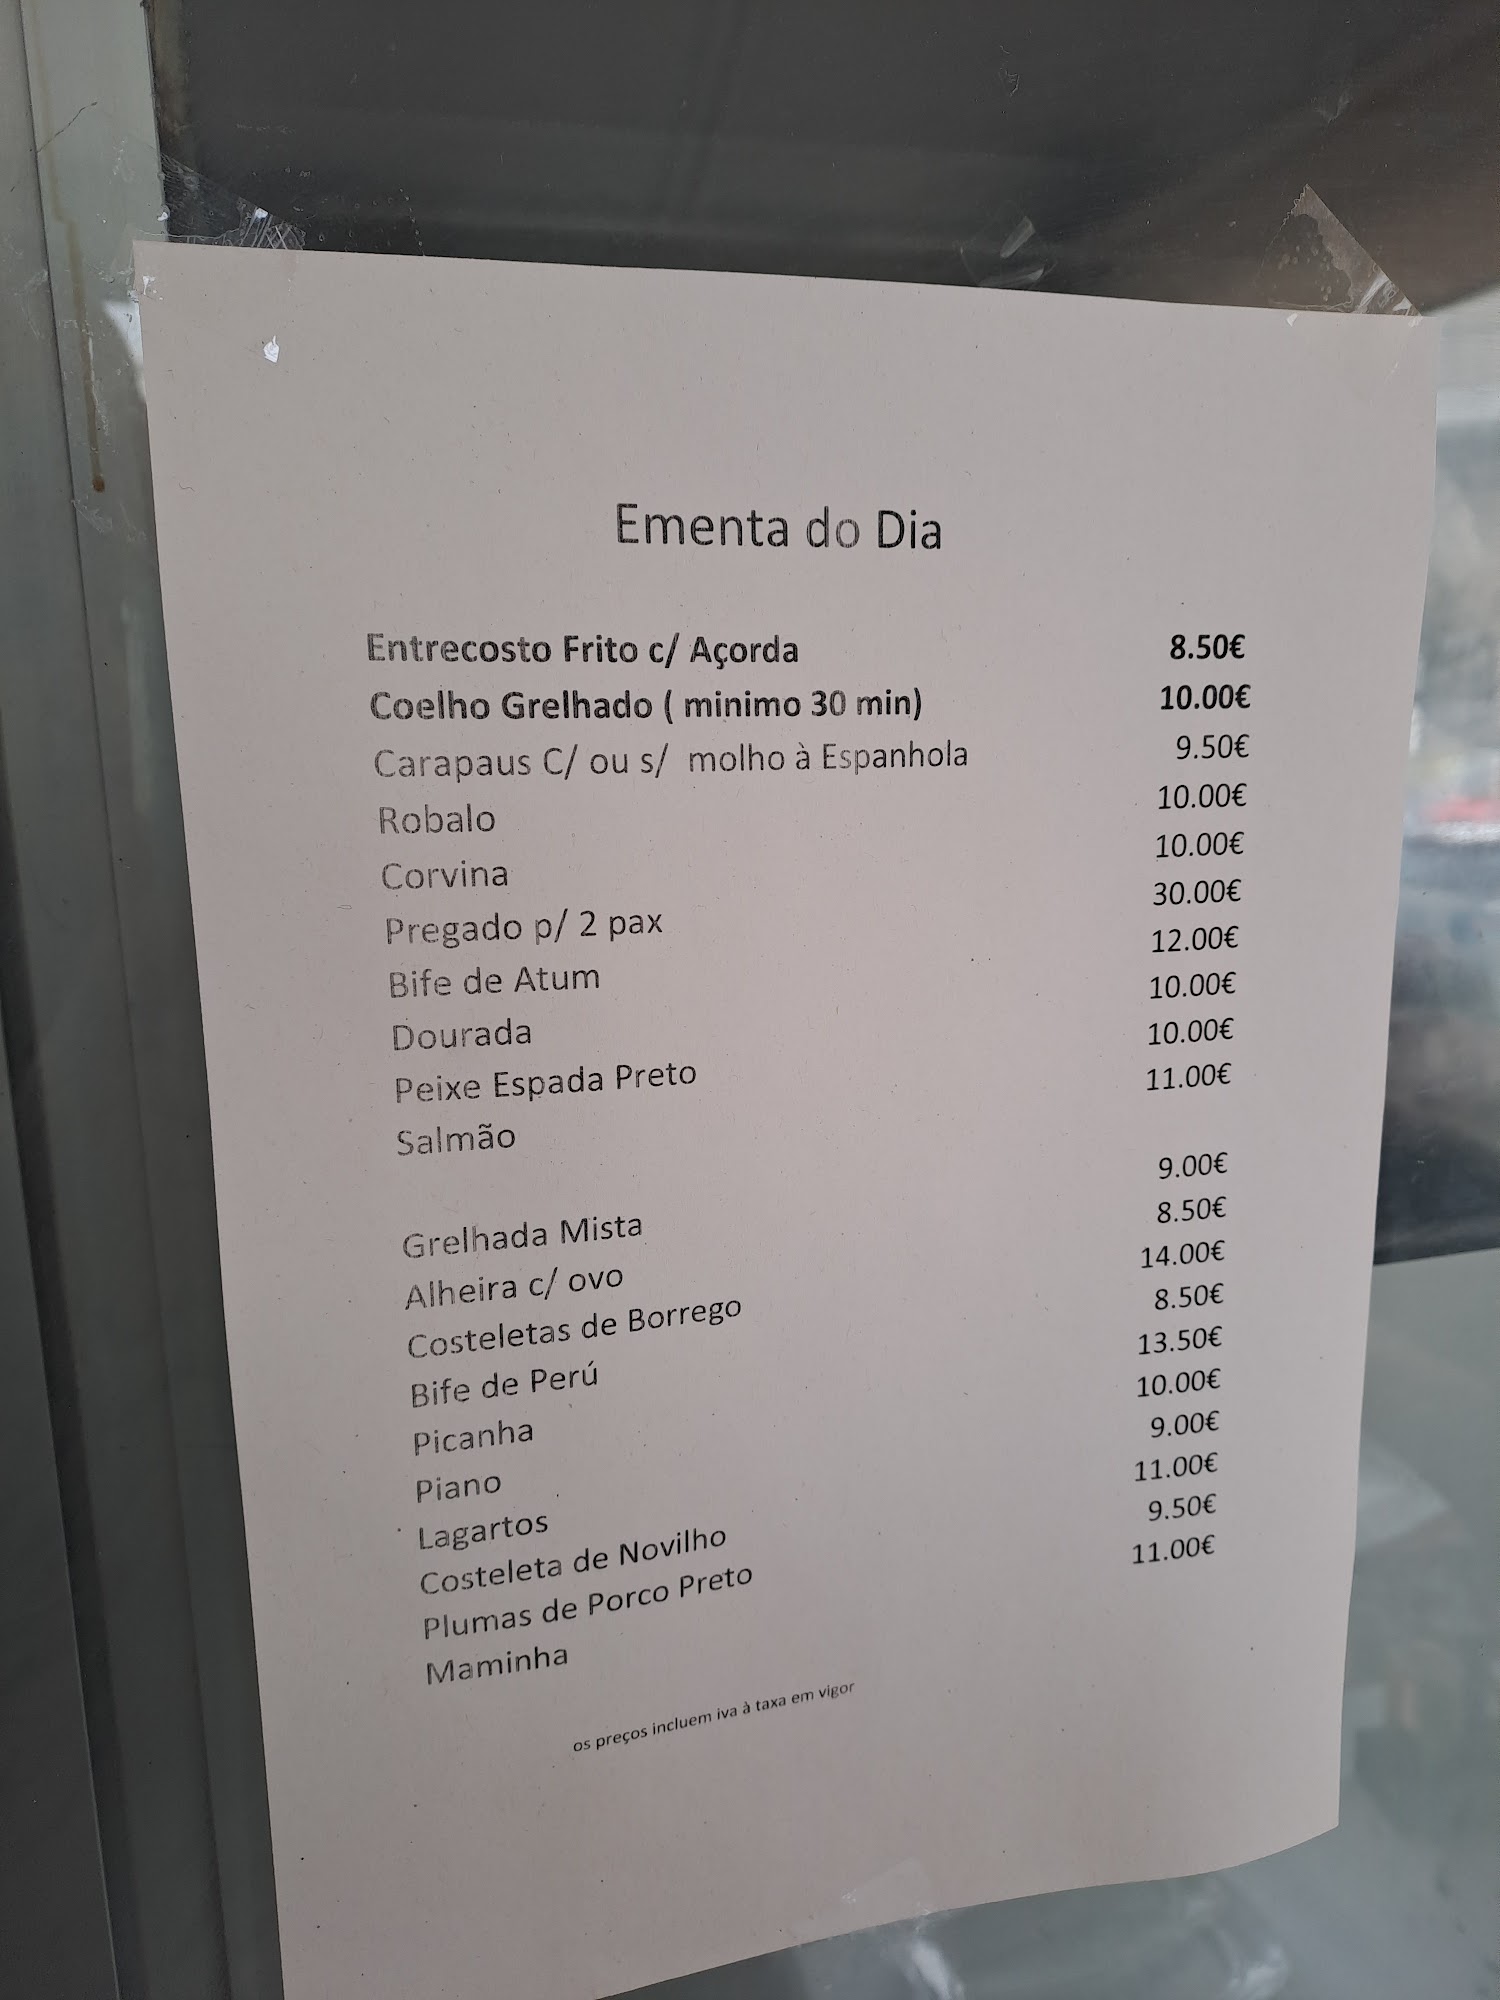 Ementa do Dia
Entrecosto Frito c/ Açorda 8.50€
Coelho Grelhado ( minimo 30 min) 10.00€
Carapaus C/ ou s/ molho à Espanhola 9.50€
Robalo 10.00€
Corvina 10.00€
Pregado p/ 2 pax 30.00€
Bife de Atum 12.00€
Dourada 10.00€
Peixe Espada Preto 10.00€
Salmão 11.00€
Grelhada Mista 9.00€
Alheira c/ ovo 8.50€
Costeletas de Borrego 14.00€
Bife de Perú 8.50€
Picanha 13.50€
Piano 10.00€
Lagartos 9.00€
Costeleta de Novilho 11.00€
Plumas de Porco Preto 9.50€
Maminha 11.00€
os preços incluem iva à taxa em vigor